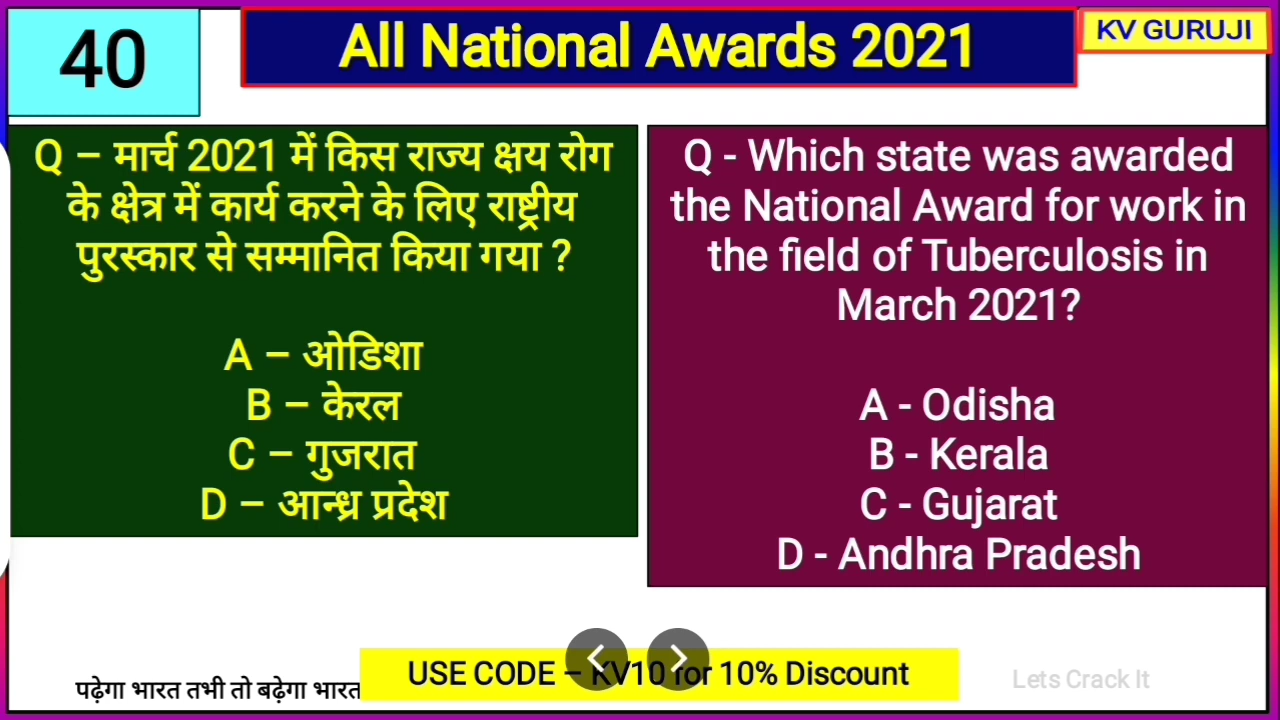 40
All National Awards 2021
KV GURUJI
Q – मार्च 2021 में किस राज्य क्षय रोग
के क्षेत्र में कार्य करने के लिए राष्ट्रीय
पुरस्कार से सम्मानित किया गया ?
A – ओडिशा
B – केरल
C – गुजरात
D – आन्ध्र प्रदेश
Q - Which state was awarded
the National Award for work in
the field of Tuberculosis in
March 2021?
A - Odisha
B - Kerala
C - Gujarat
D - Andhra Pradesh
पढ़ेगा भारत तभी तो बढ़ेगा भारत
USE CODE – KV10 for 10% Discount
Lets Crack It